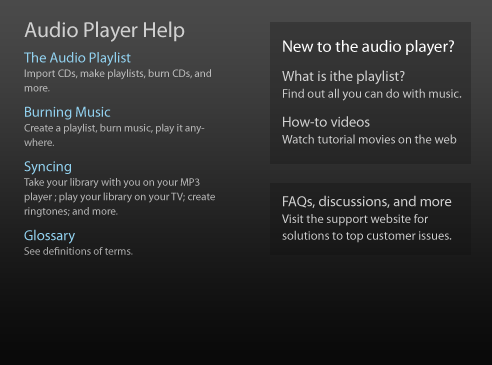 Audio Player Help
The Audio Playlist
Import CDs, make playlists, burn CDs, and
more.
Burning Music
Create a playlist, burn music, play it any-
where.
Syncing
Take your library with you on your MP3
player ; play your library on your TV; create
ringtones; and more.
Glossary
See definitions of terms.
New to the audio player?
What is ithe playlist?
Find out all you can do with music.
How-to videos
Watch tutorial movies on the web
FAQs, discussions, and more
Visit the support website for
solutions to top customer issues.